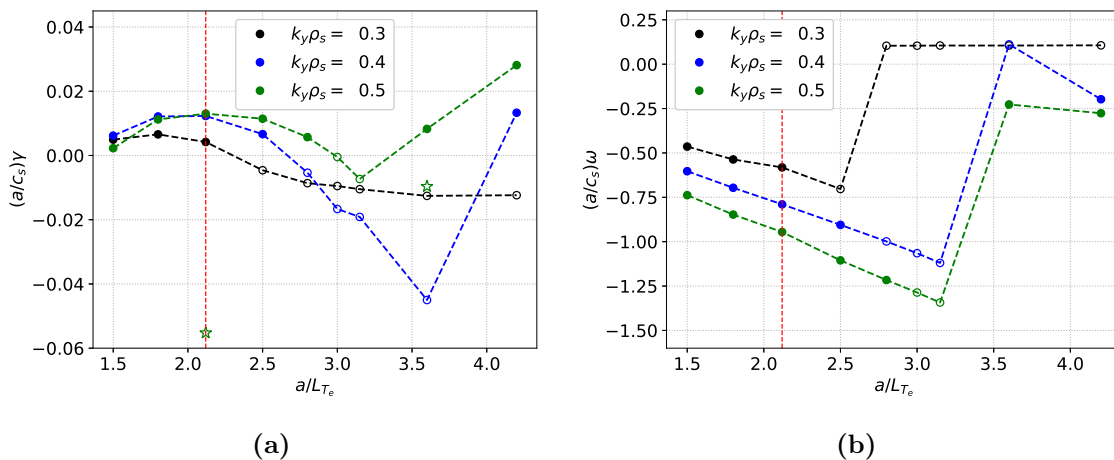 0.04
0.02
0.00
−0.02
−0.04
−0.06
(a/c_s)γ
1.5 2.0 2.5 3.0 3.5 4.0
a/L_{T_e}
k_yρ_s = 0.3
k_yρ_s = 0.4
k_yρ_s = 0.5
(a)
0.25
0.00
−0.25
−0.50
−0.75
−1.00
−1.25
−1.50
(a/c_s)ω
1.5 2.0 2.5 3.0 3.5 4.0
a/L_{T_e}
k_yρ_s = 0.3
k_yρ_s = 0.4
k_yρ_s = 0.5
(b)